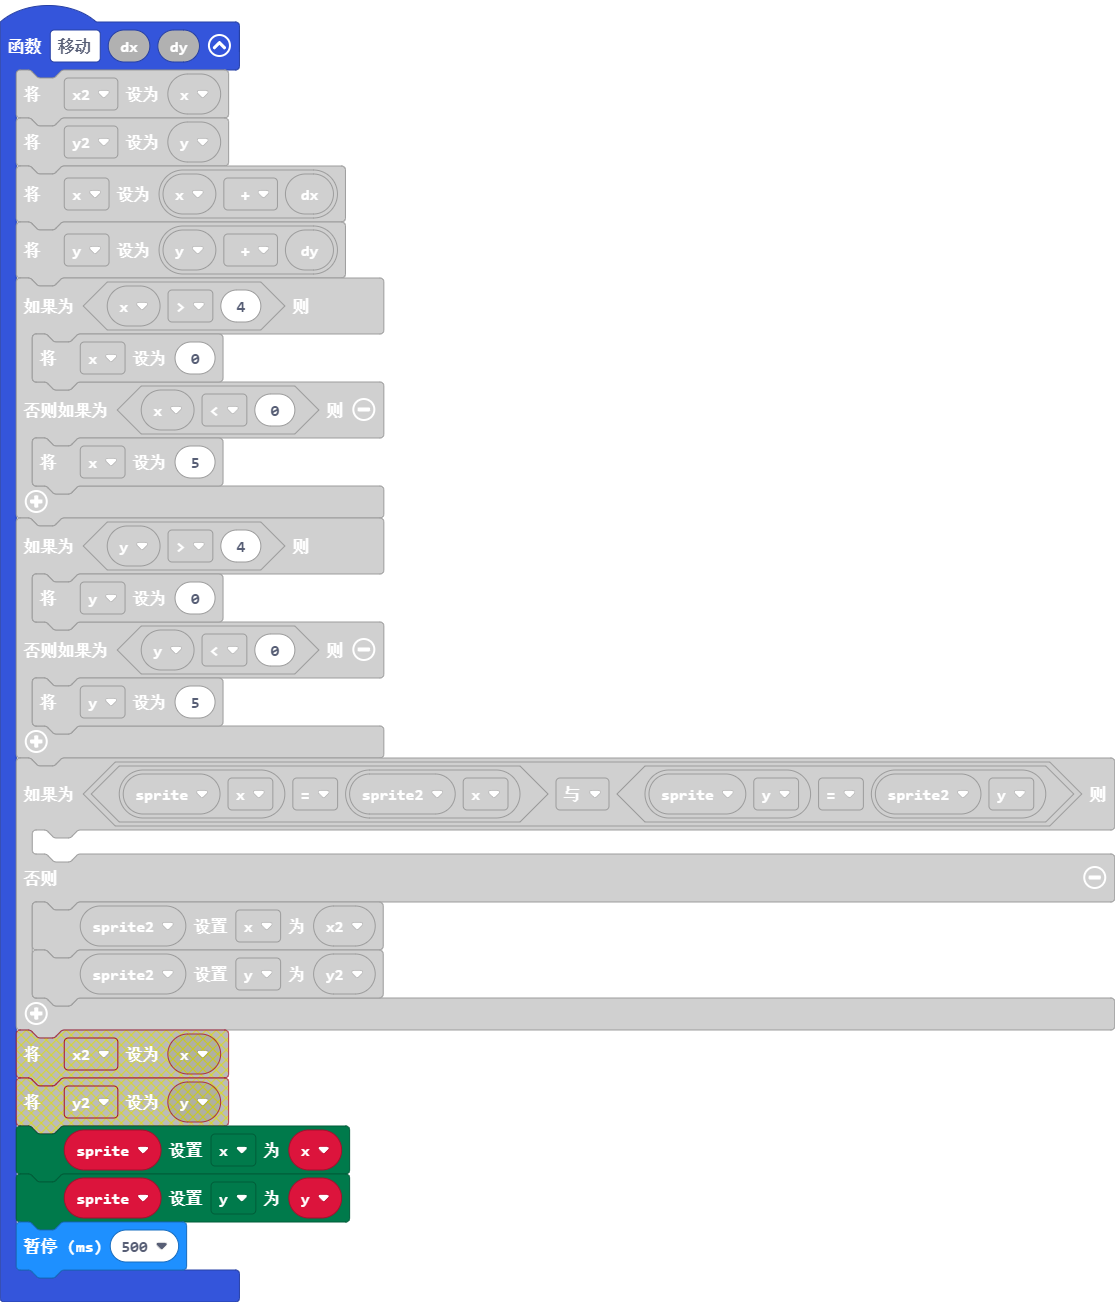 函数 移动 dx dy
将 x2 设为 x
将 y2 设为 y
将 x 设为 x + dx
将 y 设为 y + dy
如果为 x > 4 则
将 x 设为 0
否则如果为 x < 0 则
将 x 设为 5
如果为 y > 4 则
将 y 设为 0
否则如果为 y < 0 则
将 y 设为 5
如果为 sprite x = sprite2 x 与 sprite y = sprite2 y 则
否则
sprite2 设置 x 为 x2
sprite2 设置 y 为 y2
将 x2 设为 x
将 y2 设为 y
sprite 设置 x 为 x
sprite 设置 y 为 y
暂停 (ms) 500